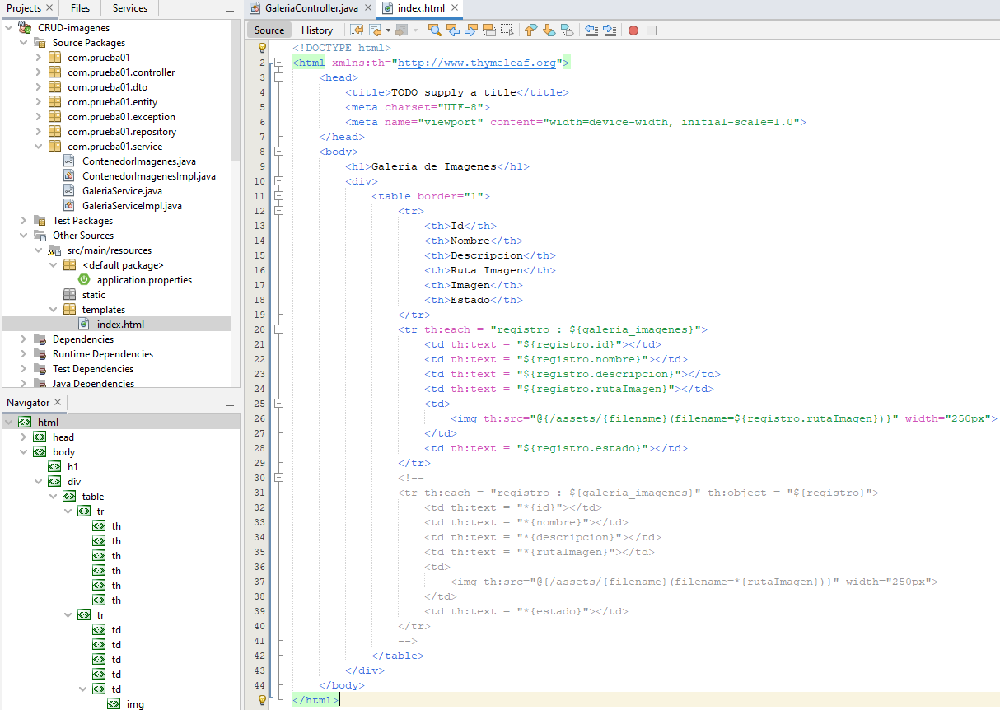 Projects
Files
Services
CRUD-imagenes
Source Packages
com.prueba01
com.prueba01.controller
com.prueba01.dto
com.prueba01.entity
com.prueba01.exception
com.prueba01.repository
com.prueba01.service
ContenedorImagenes.java
ContenedorImagenesImpl.java
GaleriaService.java
GaleriaServiceImpl.java
Test Packages
Other Sources
src/main/resources
<default package>
application.properties
static
templates
index.html
Dependencies
Runtime Dependencies
Test Dependencies
Java Dependencies
Navigator
html
head
body
h1
div
table
tr
th
th
th
th
th
th
tr
td
td
td
td
td
img
GaleriaController.java
index.html
Source
History
<!DOCTYPE html>
2 <html xmlns:th="http://www.thymeleaf.org">
3 <head>
4 <title>TODO supply a title</title>
5 <meta charset="UTF-8">
6 <meta name="viewport" content="width=device-width, initial-scale=1.0">
7 </head>
8 <body>
9 <h1>Galeria de Imagenes</h1>
10 <div>
11 <table border="1">
12 <tr>
13 <th>Id</th>
14 <th>Nombre</th>
15 <th>Descripcion</th>
16 <th>Ruta Imagen</th>
17 <th>Imagen</th>
18 <th>Estado</th>
19 </tr>
20 <tr th:each = "registro : ${galeria_imagenes}">
21 <td th:text = "${registro.id}"></td>
22 <td th:text = "${registro.nombre}"></td>
23 <td th:text = "${registro.descripcion}"></td>
24 <td th:text = "${registro.rutaImagen}"></td>
25 <td>
26 <img th:src="@{/assets/{filename}(filename=${registro.rutaImagen})}" width="250px">
27 </td>
28 <td th:text = "${registro.estado}"></td>
29 </tr>
30 <!--
31 <tr th:each = "registro : ${galeria_imagenes}" th:object = "${registro}">
32 <td th:text = "*{id}"></td>
33 <td th:text = "*{nombre}"></td>
34 <td th:text = "*{descripcion}"></td>
35 <td th:text = "*{rutaImagen}"></td>
36 <td>
37 <img th:src="@{/assets/{filename}(filename=*{rutaImagen})}" width="250px">
38 </td>
39 <td th:text = "*{estado}"></td>
40 </tr>
41 -->
42 </table>
43 </div>
44 </body>
</html>